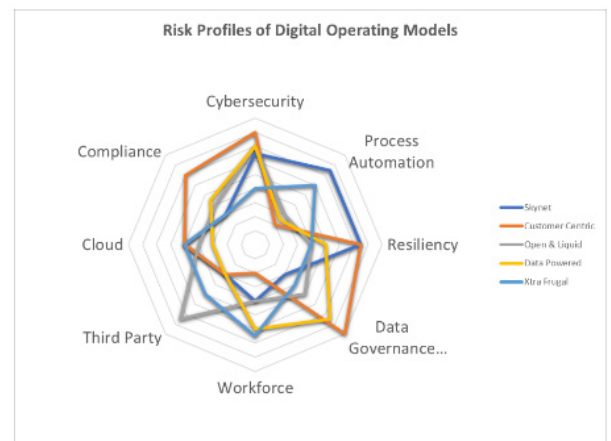 Risk Profiles of Digital Operating Models
Cybersecurity
Process
Automation
Resiliency
Data
Governance...
Workforce
Third Party
Cloud
Compliance
Skynet
Customer Centric
Open & Liquid
Data Powered
Xtra Frugal